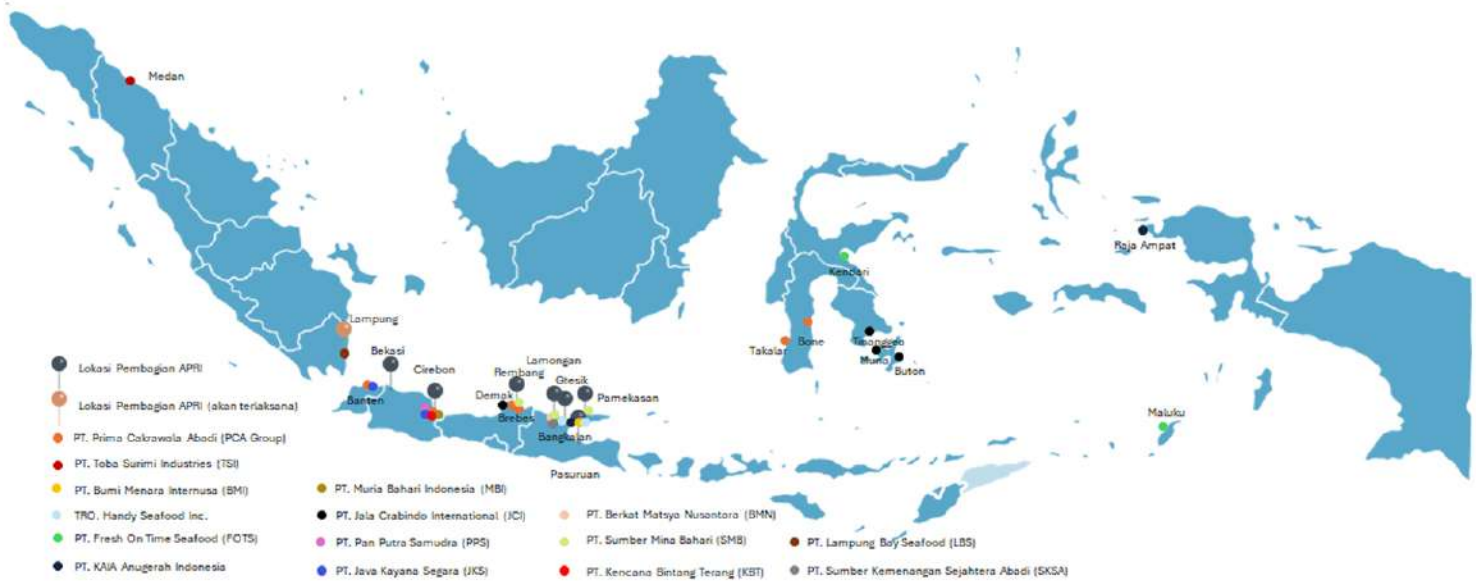 Medan
Raja Ampat
Kendari
Lampung
Bekasi
Takalar
Bone
Tinanggea
Muna
Buton
Lamongan
Cirebon
Rembang
Gresik
Banten
Demak
Brebes
Pamekasan
Bangkalan
Pasuruan
Maluku
Lokasi Pembagian APRI
Lokasi Pembagian APRI (akan terlaksana)
PT. Prima Cakrawala Abadi (PCA Group)
PT. Toba Surimi Industries (TSI)
PT. Bumi Menara Internusa (BMI)
TRO. Handy Seafood Inc.
PT. Fresh On Time Seafood (FOTS)
PT. KAIA Anugerah Indonesia
PT. Muria Bahari Indonesia (MBI)
PT. Jala Crabindo International (JCI)
PT. Pan Putra Samudra (PPS)
PT. Java Kayana Segara (JKS)
PT. Berkat Matsya Nusantara (BMN)
PT. Sumber Mina Bahari (SMB)
PT. Kencana Bintang Terang (KBT)
PT. Lampung Bay Seafood (LBS)
PT. Sumber Kemenangan Sejahtera Abadi (SKSA)